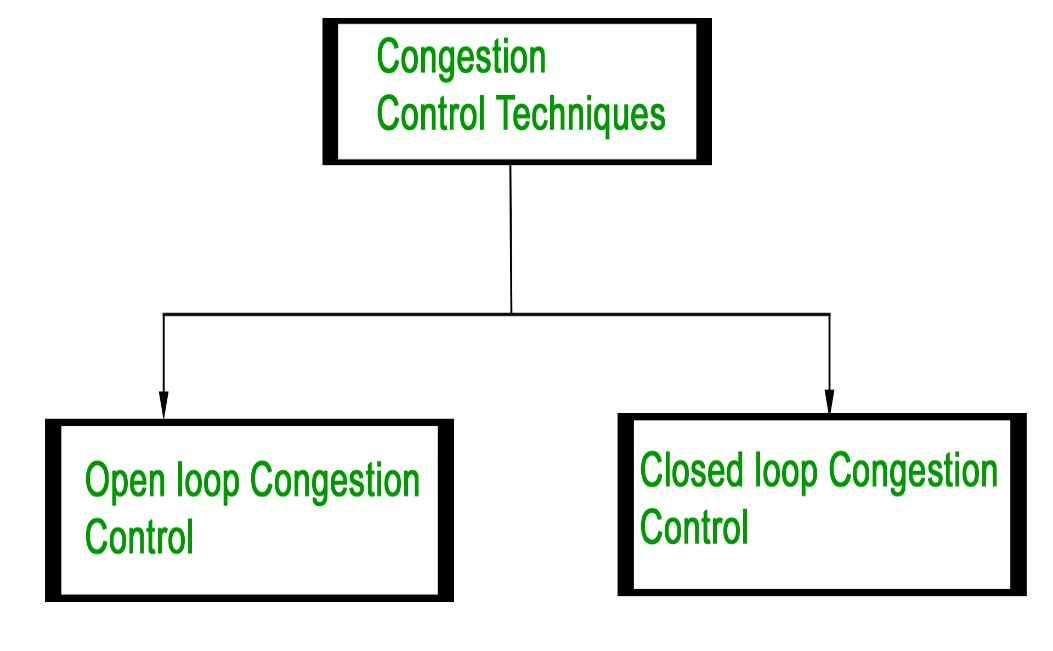 Congestion
Control Techniques
Open loop Congestion
Control
Closed loop Congestion
Control